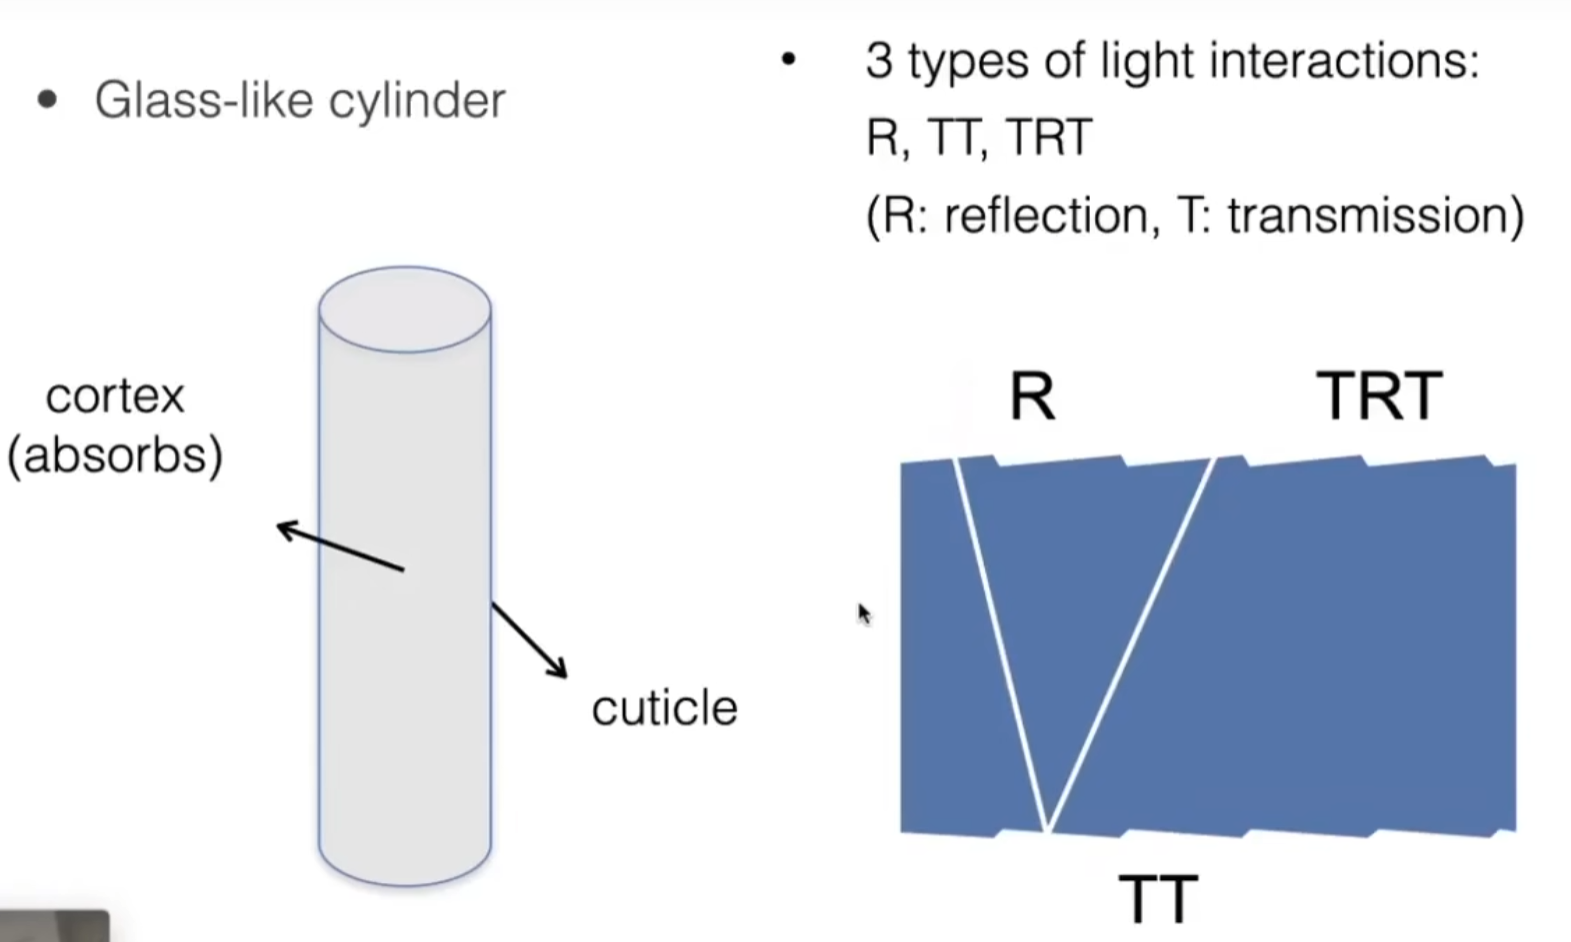 • Glass-like cylinder
cortex
(absorbs)
cuticle
• 3 types of light interactions:
R, TT, TRT
(R: reflection, T: transmission)
R TRT
TT